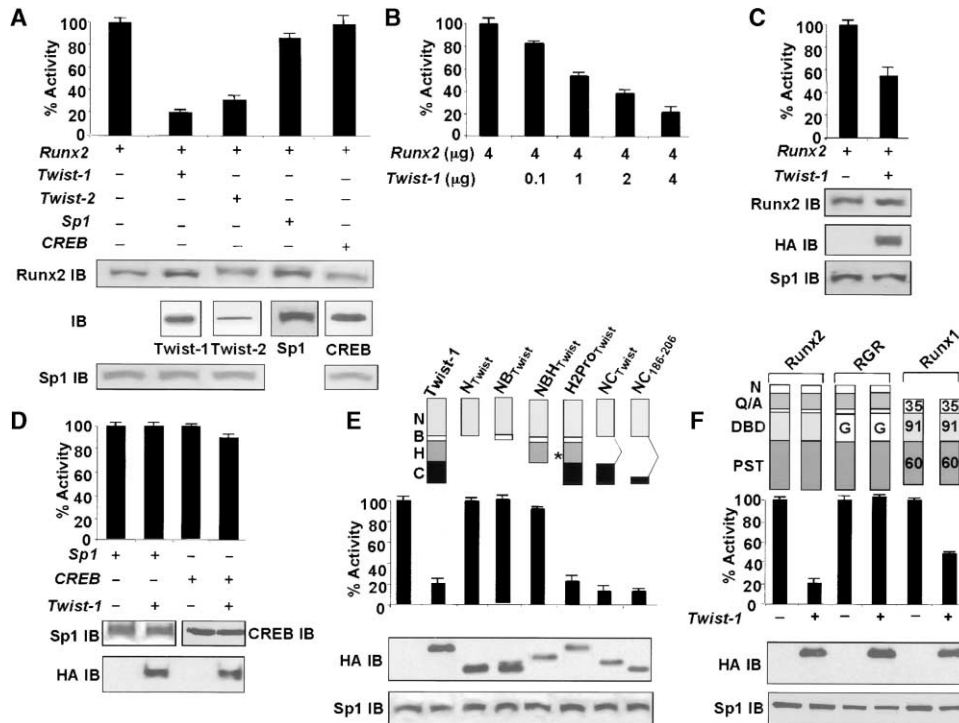 A
% Activity
100
80
60
40
20
0
Runx2 + + + + +
Twist-1 – + – – –
Twist-2 – – + – –
Sp1 – – – + –
CREB – – – – +
Runx2 IB
IB
Twist-1 Twist-2 Sp1 CREB
Sp1 IB
B
% Activity
100
80
60
40
20
0
Runx2 (µg) 4 4 4 4 4
Twist-1 (µg) 0.1 1 2 4
C
% Activity
100
80
60
40
20
0
Runx2 + +
Twist-1 – +
Runx2 IB
HA IB
Sp1 IB
D
% Activity
100
80
60
40
20
0
Sp1 + + – –
CREB – – + +
Twist-1 – + – +
Sp1 IB
CREB IB
HA IB
E
Twist-1 NTwist NBTwist NBHTwist H2ProTwist NCTwist NC186-206
N
B
H
C
*
% Activity
100
80
60
40
20
0
HA IB
Sp1 IB
F
Runx2 RGR Runx1
N
Q/A 35 35
DBD G G 91 91
PST 60 60
% Activity
100
80
60
40
20
0
Twist-1 – + – + – +
HA IB
Sp1 IB